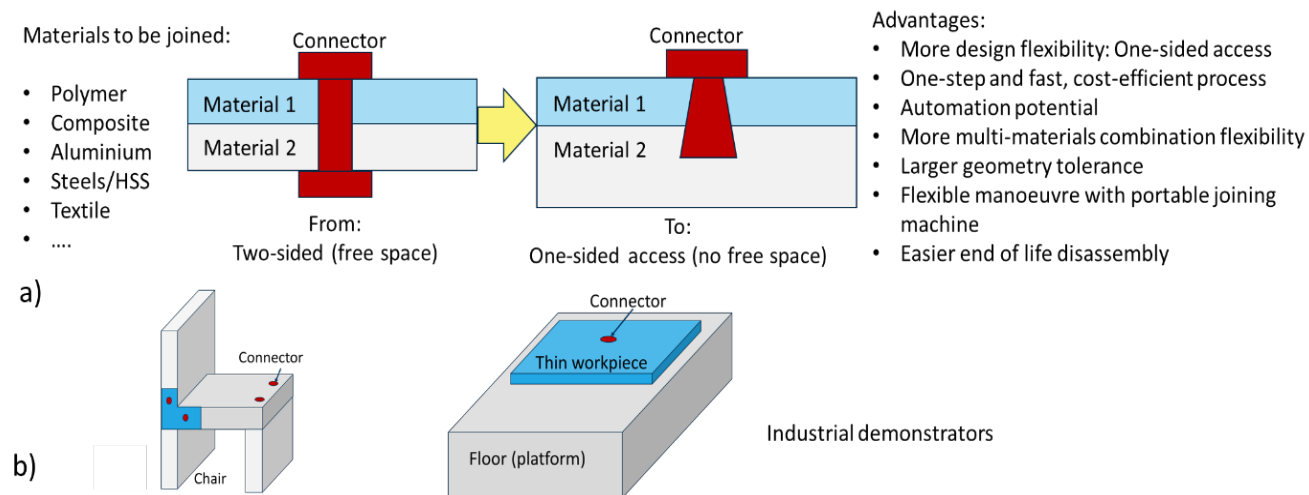 Materials to be joined:
• Polymer
• Composite
• Aluminium
• Steels/HSS
• Textile
• ....
Connector
Material 1
Material 2
From:
Two-sided (free space)
Connector
Material 1
Material 2
To:
One-sided access (no free space)
Advantages:
• More design flexibility: One-sided access
• One-step and fast, cost-efficient process
• Automation potential
• More multi-materials combination flexibility
• Larger geometry tolerance
• Flexible manoeuvre with portable joining
machine
• Easier end of life disassembly
a)
Connector
Chair
Connector
Thin workpiece
Floor (platform)
Industrial demonstrators
b)